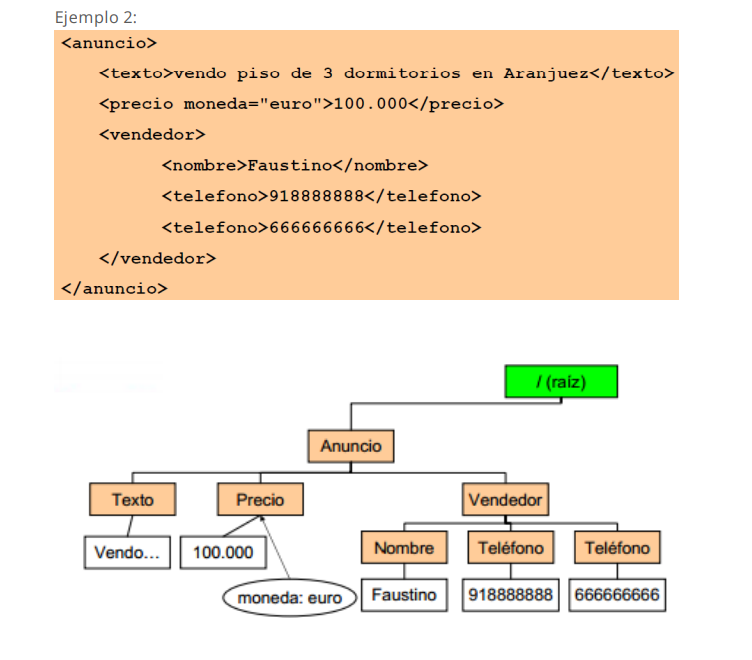 Ejemplo 2:
<anuncio>
<texto>vendo piso de 3 dormitorios en Aranjuez</texto>
<precio moneda="euro">100.000</precio>
<vendedor>
<nombre>Faustino</nombre>
<telefono>918888888</telefono>
<telefono>666666666</telefono>
</vendedor>
</anuncio>
/ (raíz)
Anuncio
Texto Precio Vendedor
Vendo... 100.000 Nombre Teléfono Teléfono
moneda: euro Faustino 918888888 666666666